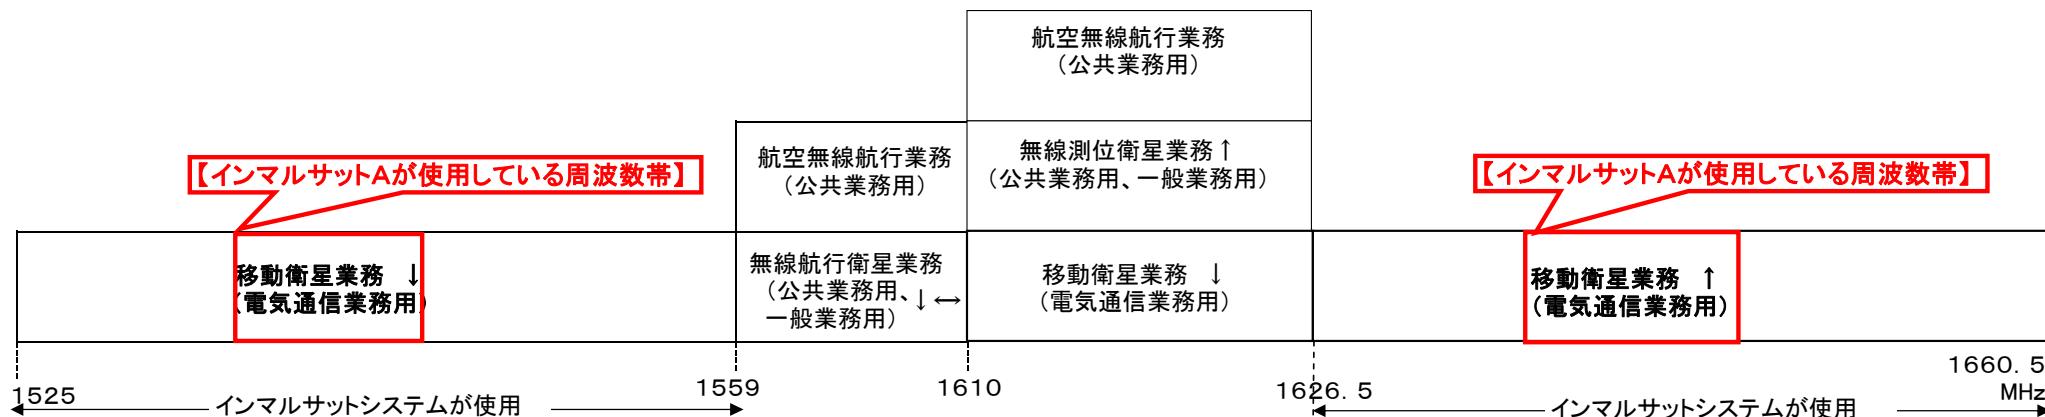 航空無線航行業務
（公共業務用）
航空無線航行業務
（公共業務用）
無線測位衛星業務↑
（公共業務用、一般業務用）
【インマルサットAが使用している周波数帯】
【インマルサットAが使用している周波数帯】
移動衛星業務　↓
（電気通信業務用）
無線航行衛星業務
（公共業務用、↓↔
一般業務用）
移動衛星業務　↓
（電気通信業務用）
移動衛星業務　↑
（電気通信業務用）
1525
1559
1610
1626．5
1660．5
MHz
インマルサットシステムが使用
インマルサットシステムが使用